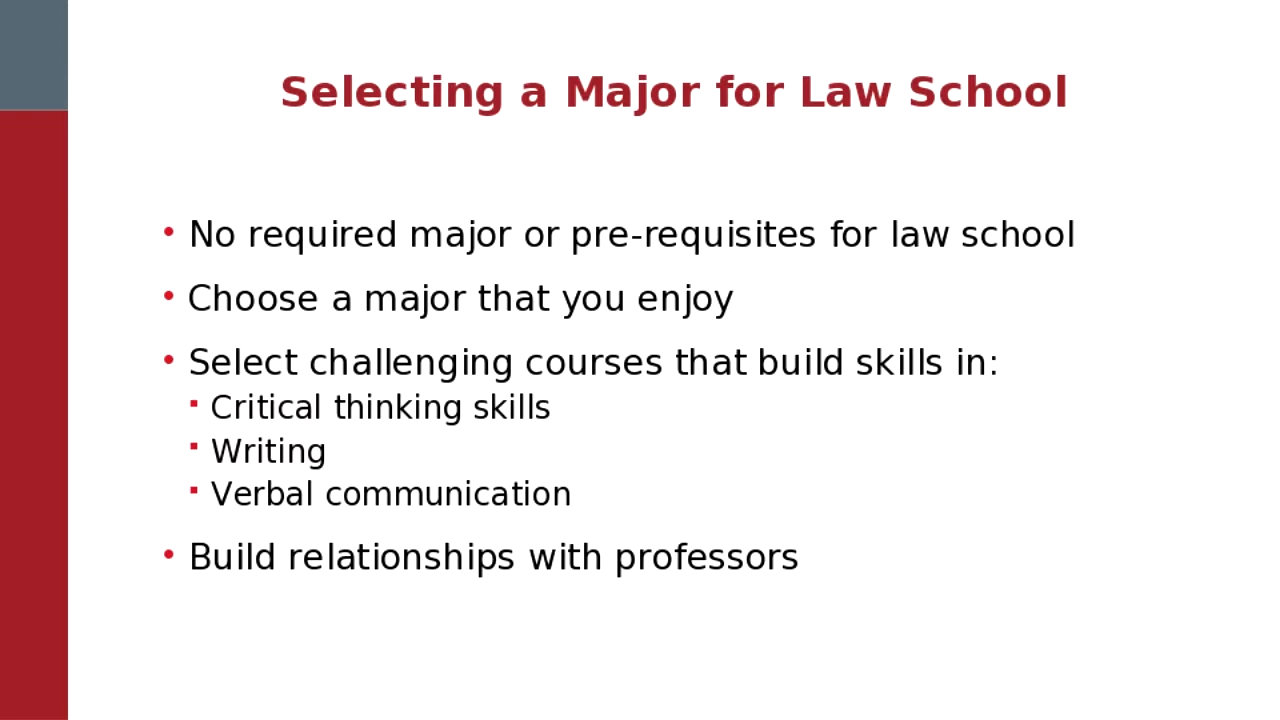 Selecting a Major for Law School
• No required major or pre-requisites for law school
• Choose a major that you enjoy
• Select challenging courses that build skills in:
▪ Critical thinking skills
▪ Writing
▪ Verbal communication
• Build relationships with professors